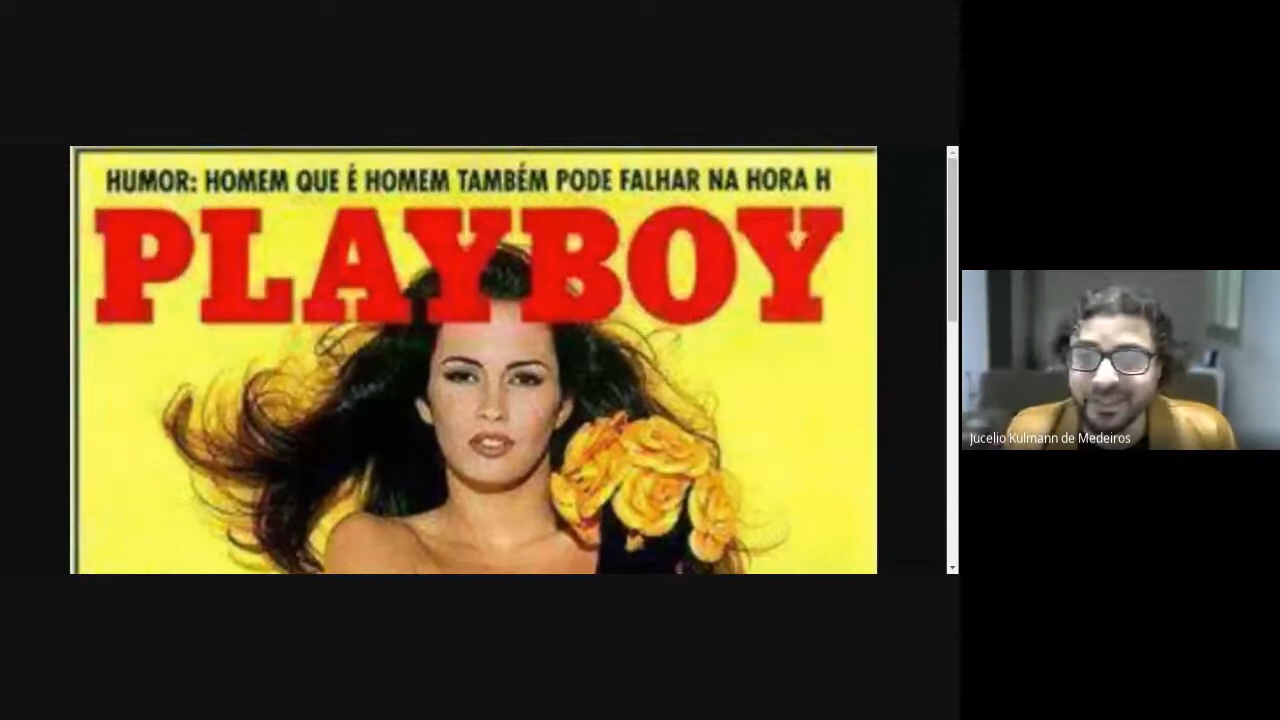 HUMOR: HOMEM QUE É HOMEM TAMBÉM PODE FALHAR NA HORA H
PLAYBOY
Jucelio Kulmann de Medeiros